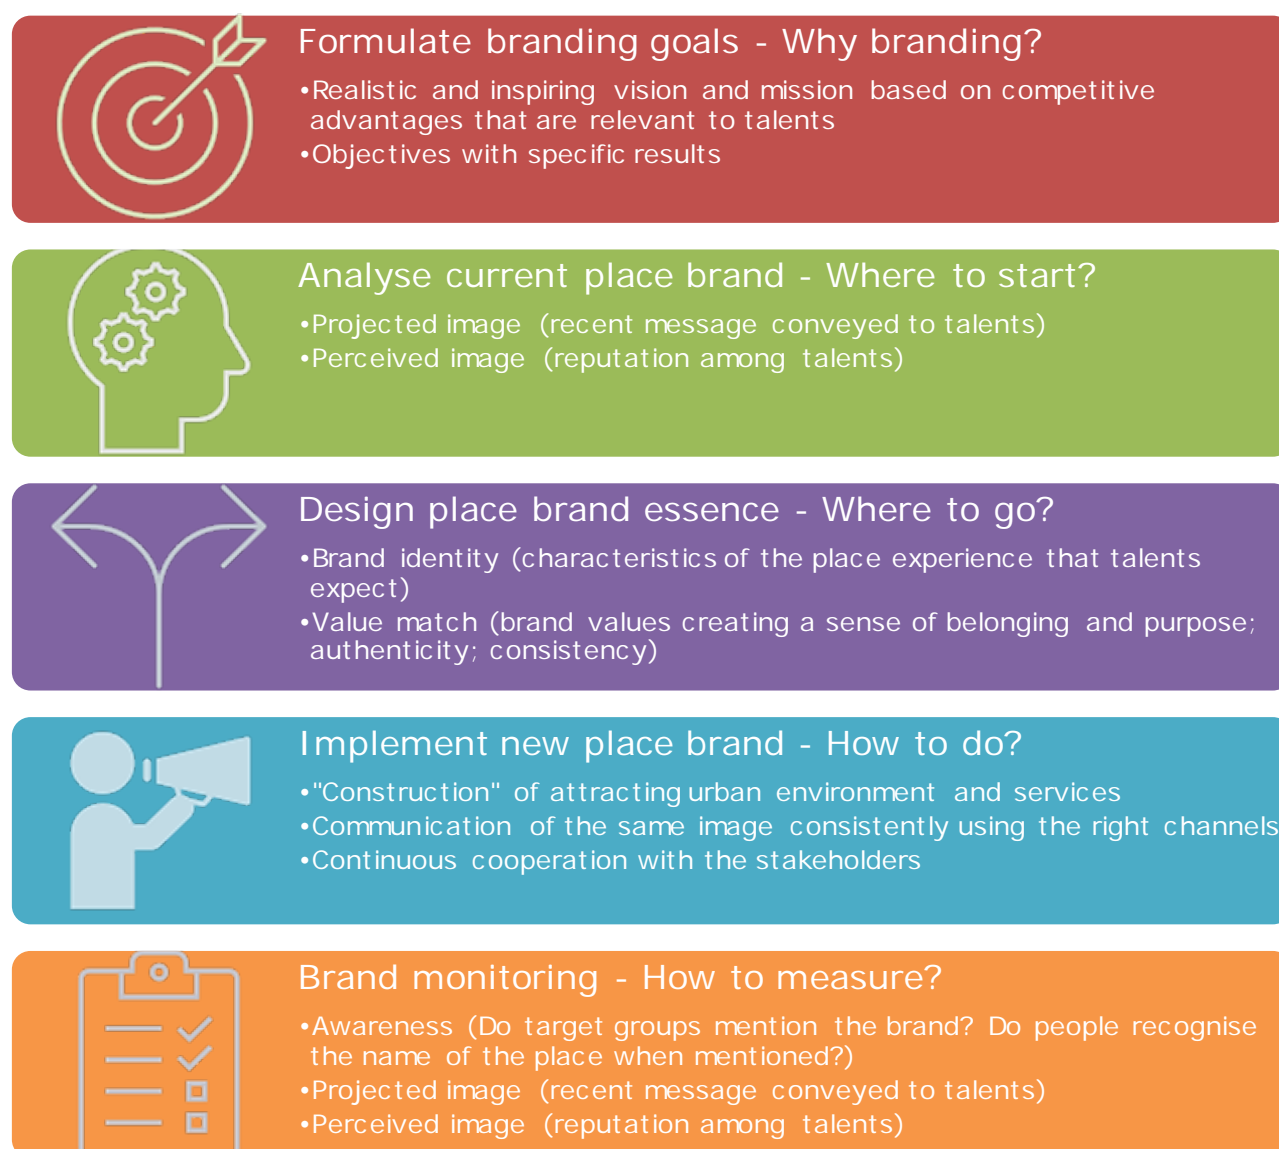 Formulate branding goals - Why branding?
•Realistic and inspiring vision and mission based on competitive
advantages that are relevant to talents
•Objectives with specific results
Analyse current place brand - Where to start?
•Projected image (recent message conveyed to talents)
•Perceived image (reputation among talents)
Design place brand essence - Where to go?
•Brand identity (characteristics of the place experience that talents
expect)
•Value match (brand values creating a sense of belonging and purpose;
authenticity; consistency)
Implement new place brand - How to do?
•"Construction" of attracting urban environment and services
•Communication of the same image consistently using the right channels
•Continuous cooperation with the stakeholders
Brand monitoring - How to measure?
•Awareness (Do target groups mention the brand? Do people recognise
the name of the place when mentioned?)
•Projected image (recent message conveyed to talents)
•Perceived image (reputation among talents)